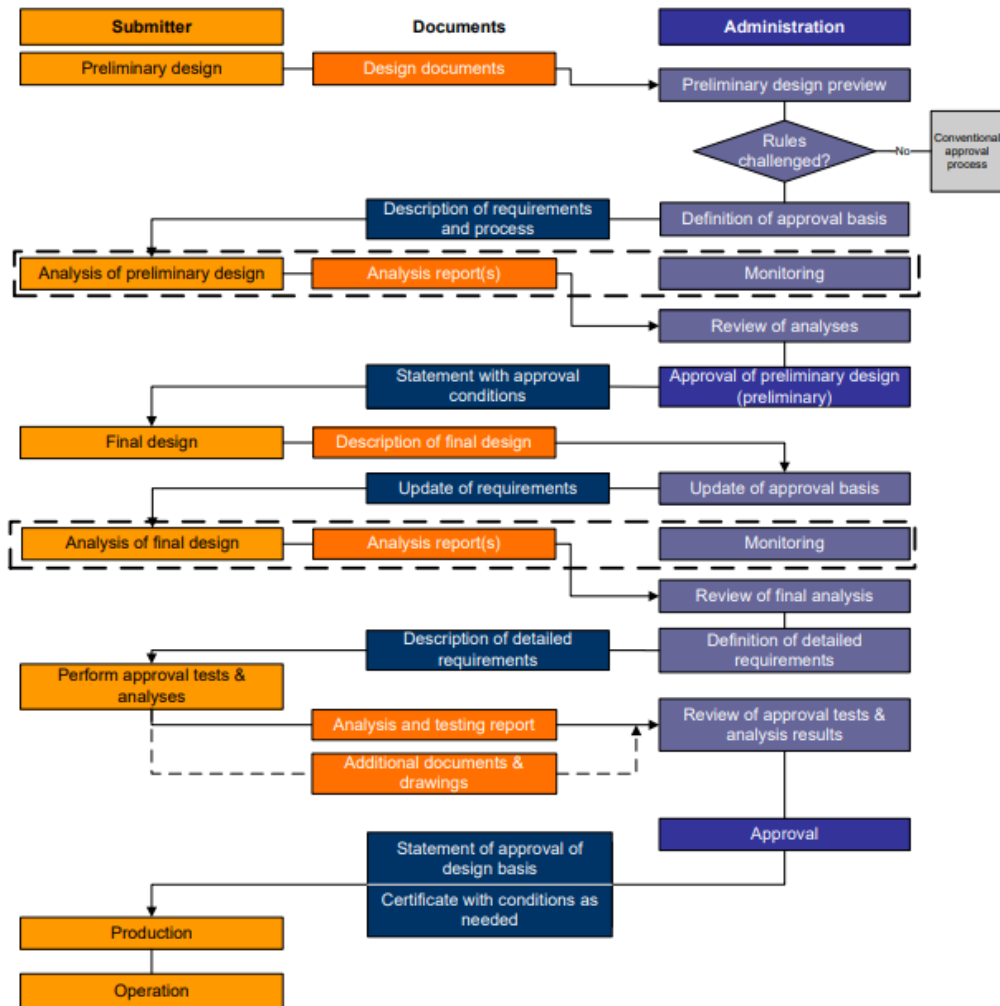 Submitter
Documents
Administration
Preliminary design
Design documents
Preliminary design preview
Rules
challenged?
No
Conventional
approval
process
Description of requirements
and process
Definition of approval basis
Analysis of preliminary design
Analysis report(s)
Monitoring
Review of analyses
Statement with approval
conditions
Approval of preliminary design
(preliminary)
Final design
Description of final design
Update of requirements
Update of approval basis
Analysis of final design
Analysis report(s)
Monitoring
Review of final analysis
Description of detailed
requirements
Definition of detailed
requirements
Perform approval tests &
analyses
Analysis and testing report
Review of approval tests &
analysis results
Additional documents &
drawings
Approval
Statement of approval of
design basis
Certificate with conditions as
needed
Production
Operation